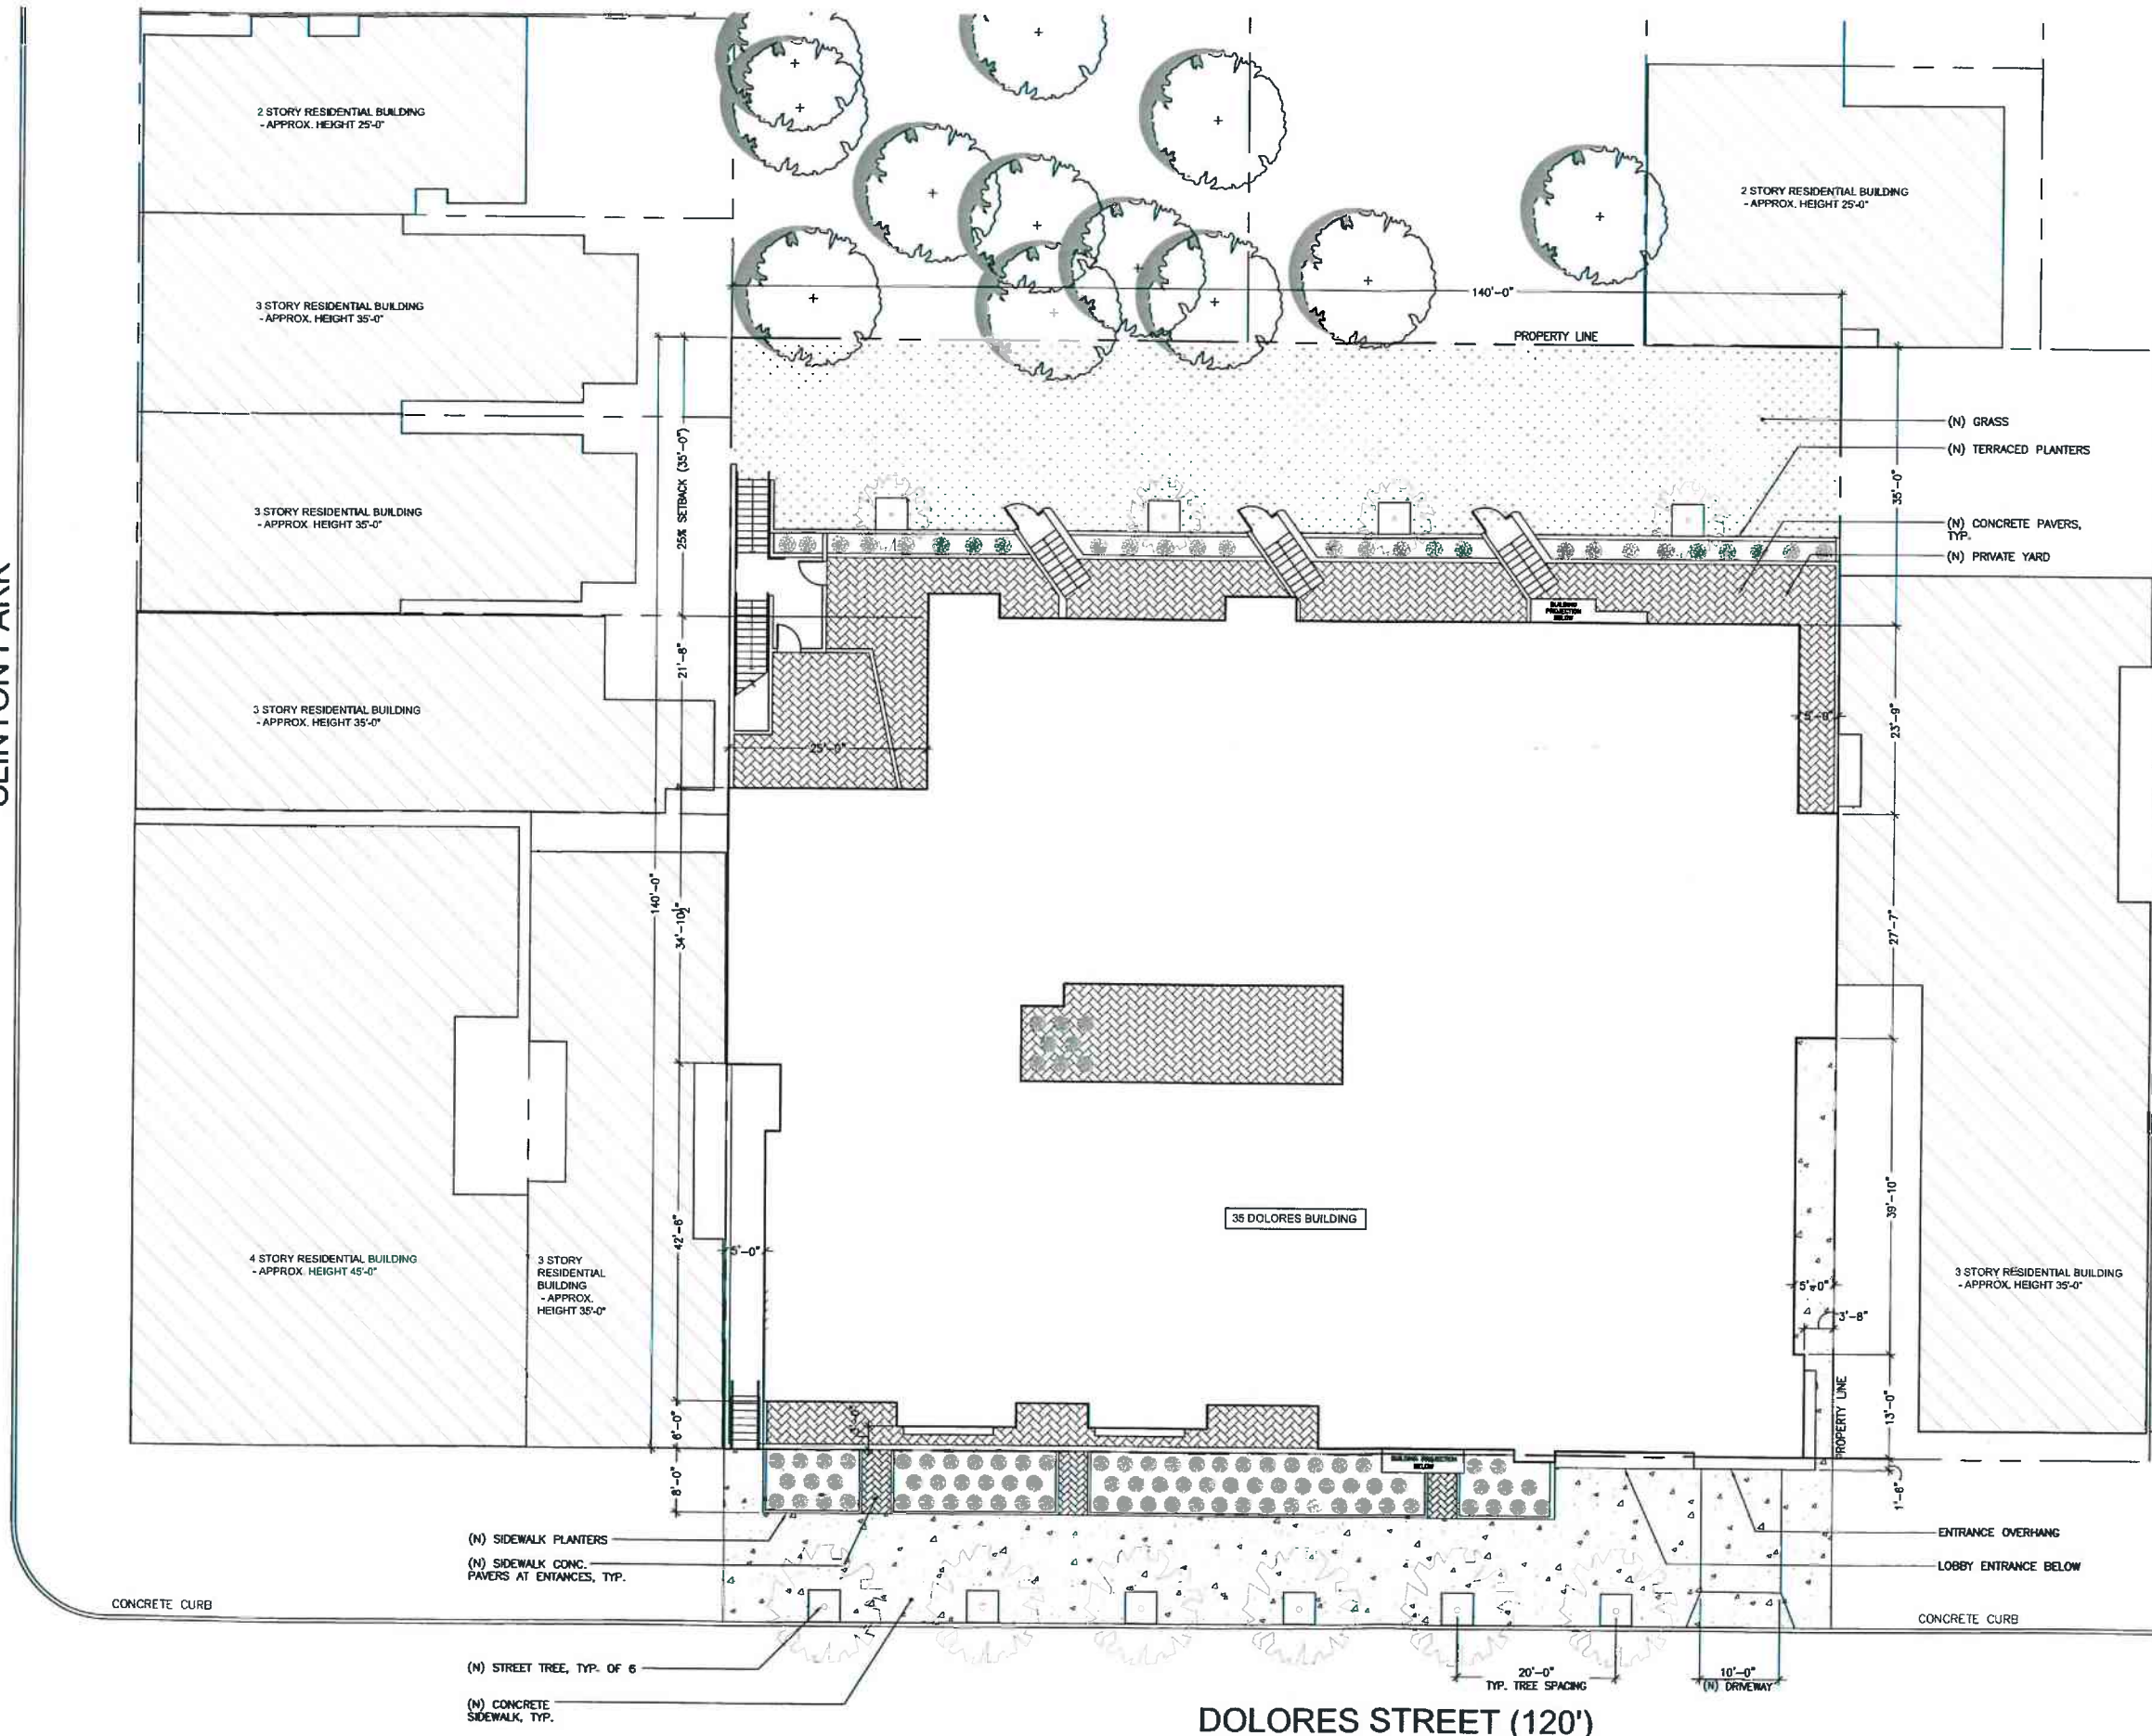 2 STORY RESIDENTIAL BUILDING
- APPROX. HEIGHT 25'-0"
2 STORY RESIDENTIAL BUILDING
- APPROX. HEIGHT 25'-0"
3 STORY RESIDENTIAL BUILDING
- APPROX. HEIGHT 35'-0"
140'-0"
PROPERTY LINE
(N) GRASS
(N) TERRACED PLANTERS
25% SETBACK (35'-0")
35'-0"
3 STORY RESIDENTIAL BUILDING
- APPROX. HEIGHT 35'-0"
(N) CONCRETE PAVERS,
TYP.
(N) PRIVATE YARD
BUILDING
PROJECTION
BELOW
21'-8"
3 STORY RESIDENTIAL BUILDING
- APPROX. HEIGHT 35'-0"
23'-9"
25'-0"
140'-0"
34'-10½"
27'-7"
35 DOLORES BUILDING
39'-10"
42'-6"
5'-0"
4 STORY RESIDENTIAL BUILDING
- APPROX. HEIGHT 45'-0"
3 STORY
RESIDENTIAL
BUILDING
- APPROX.
HEIGHT 35'-0"
3 STORY RESIDENTIAL BUILDING
- APPROX. HEIGHT 35'-0"
5'-0"
3'-8"
PROPERTY LINE
13'-0"
6'-0"
BUILDING PROJECTION
BELOW
8'-0"
1'-6"
(N) SIDEWALK PLANTERS
(N) SIDEWALK CONC.
PAVERS AT ENTANCES, TYP.
ENTRANCE OVERHANG
LOBBY ENTRANCE BELOW
CONCRETE CURB
CONCRETE CURB
(N) STREET TREE, TYP. OF 6
(N) CONCRETE
SIDEWALK, TYP.
20'-0"
TYP. TREE SPACING
10'-0"
(N) DRIVEWAY
DOLORES STREET (120')